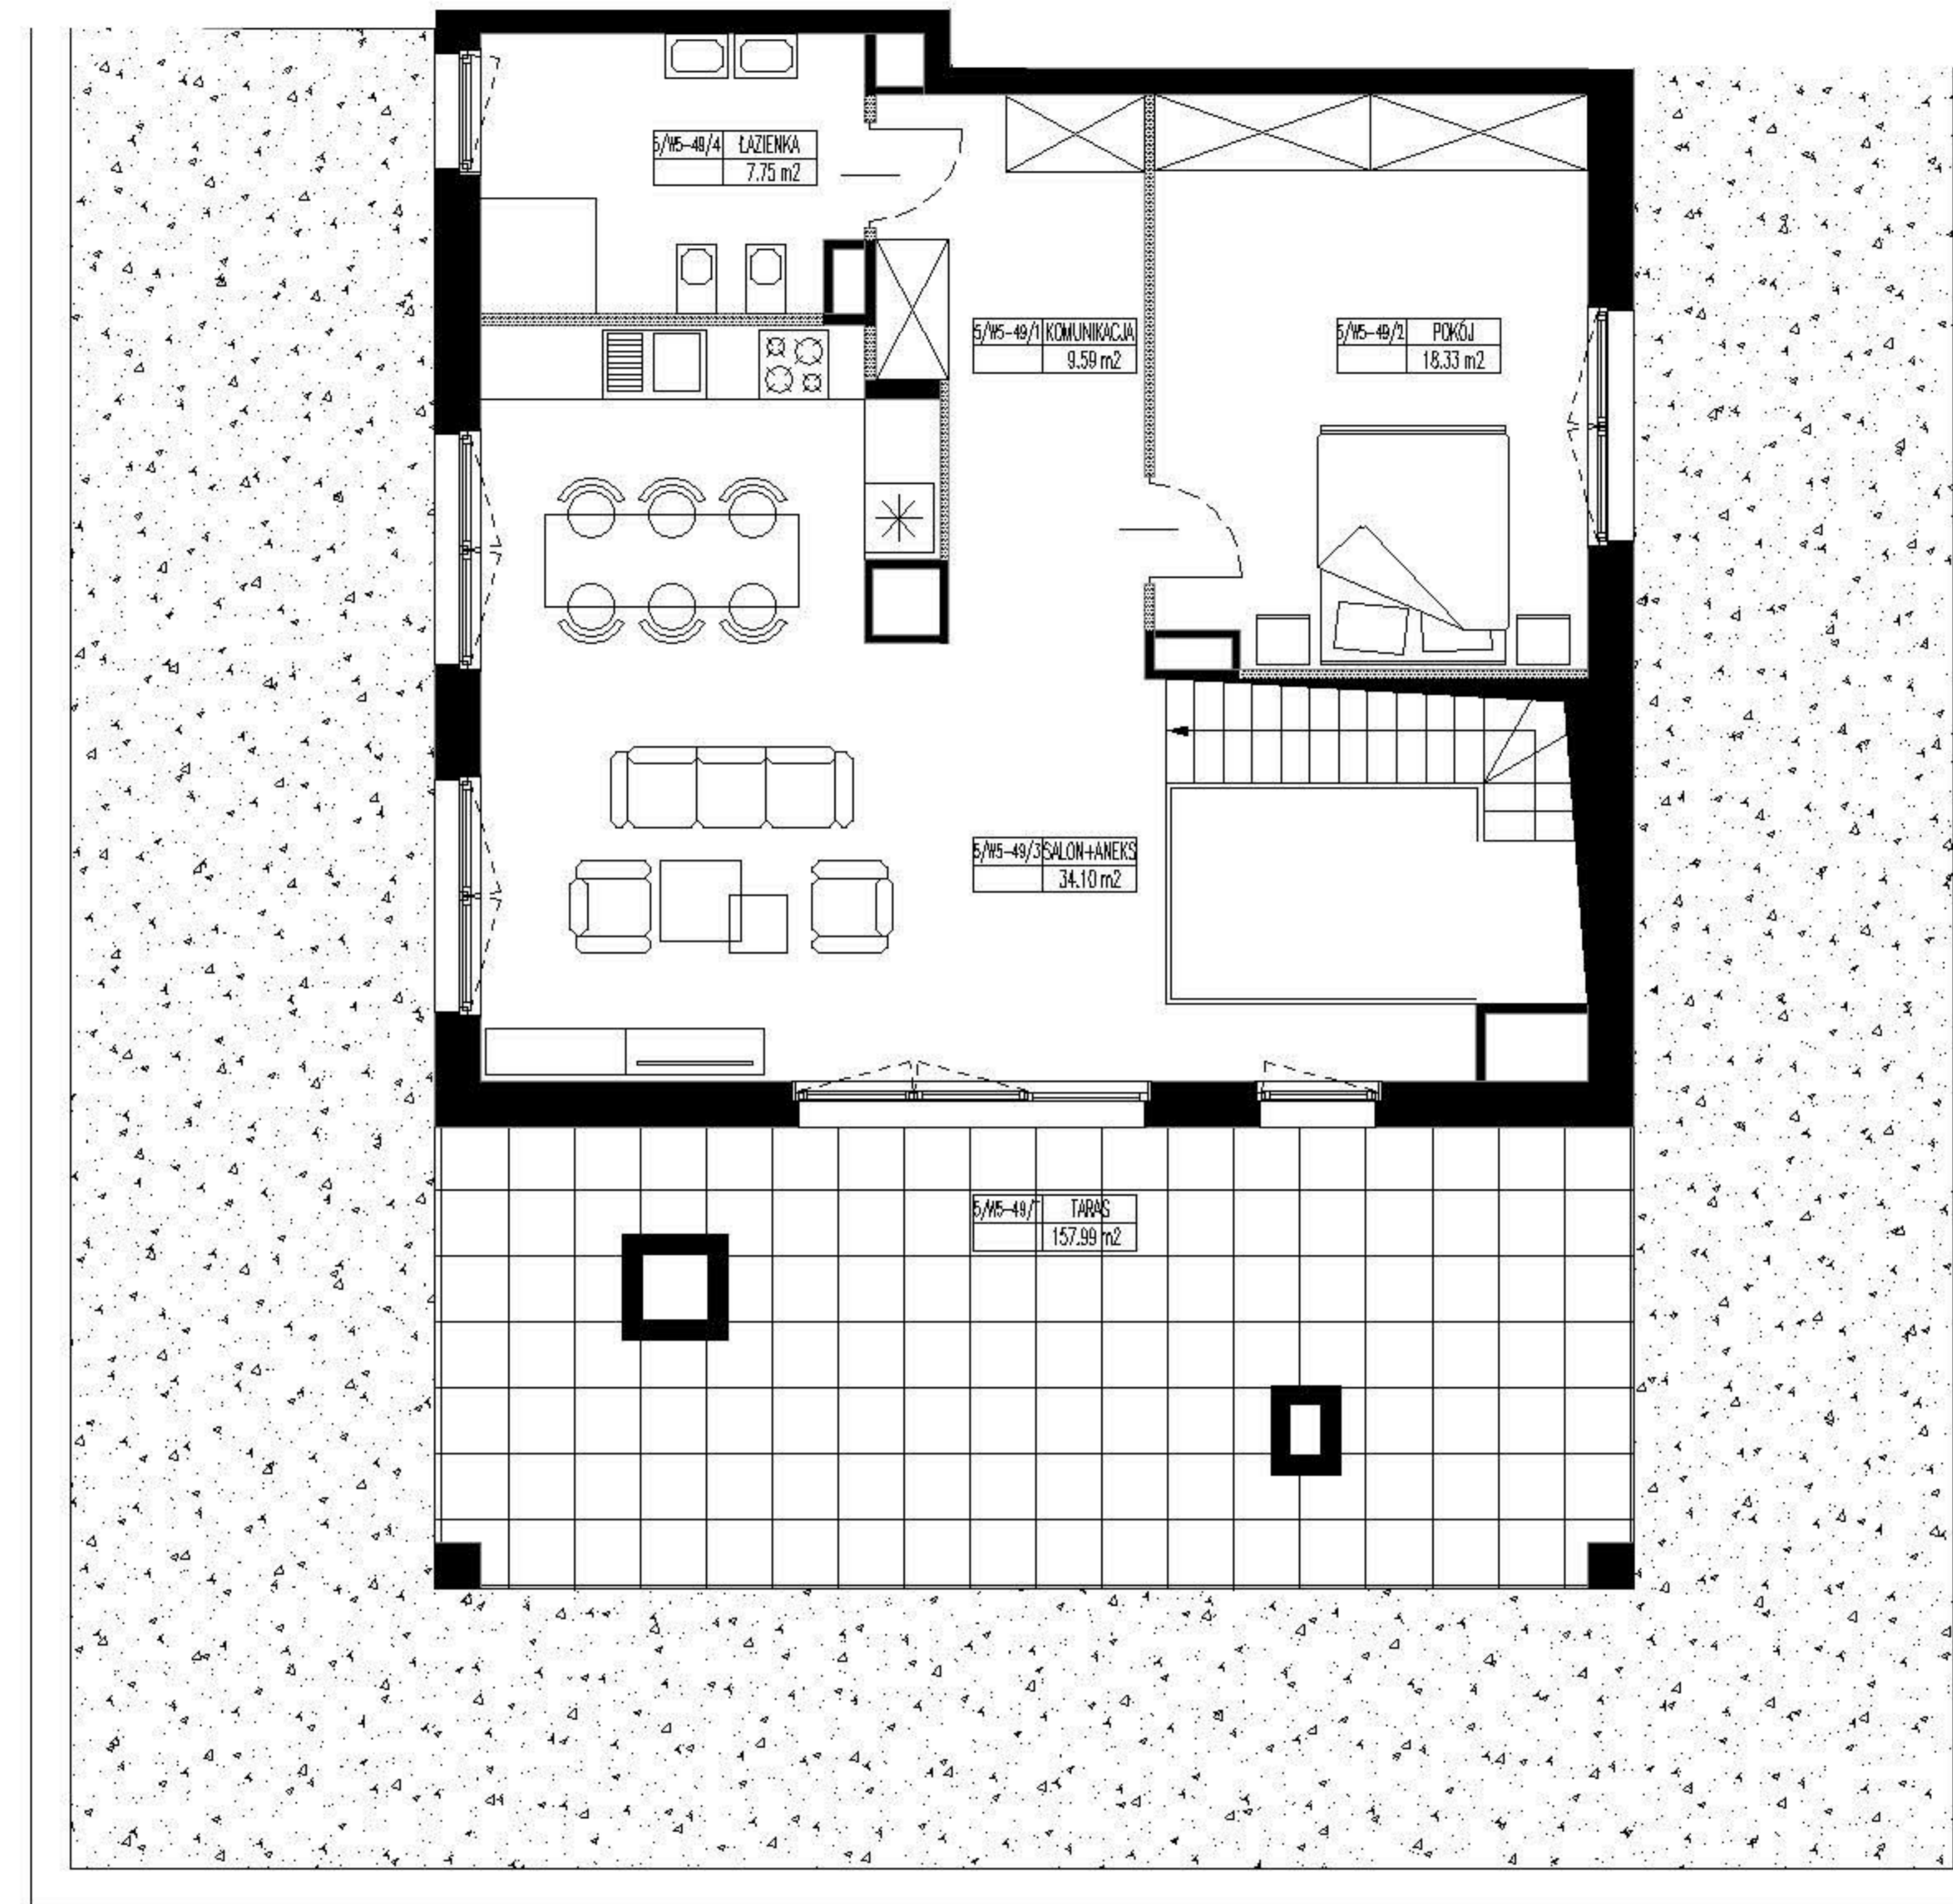 5/W5-49/4 ŁAZIENKA
7.75 m2
5/W5-49/1 KOMUNIKACJA
9.59 m2
5/W5-49/2 POKÓJ
18.33 m2
5/W5-49/3 SALON+ANEKS
34.10 m2
5/W5-49/T TARAS
157.99 m2